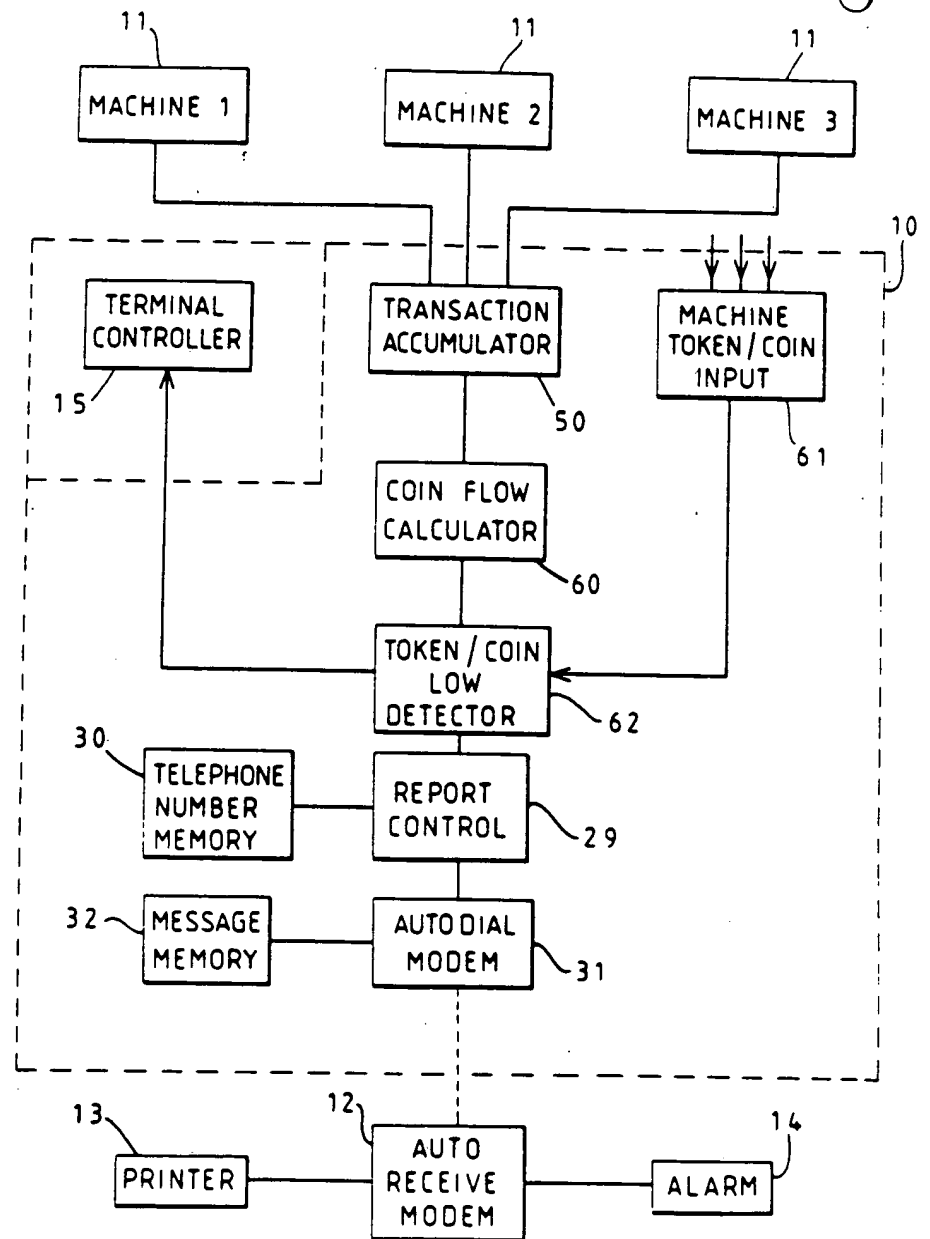 11
11
11
MACHINE 1
MACHINE 2
MACHINE 3
10
TERMINAL
CONTROLLER
15
TRANSACTION
ACCUMULATOR
50
MACHINE
TOKEN/COIN
INPUT
61
COIN FLOW
CALCULATOR
60
TOKEN/COIN
LOW
DETECTOR
62
30
TELEPHONE
NUMBER
MEMORY
REPORT
CONTROL
29
32
MESSAGE
MEMORY
AUTODIAL
MODEM
31
13
PRINTER
12
AUTO
RECEIVE
MODEM
14
ALARM